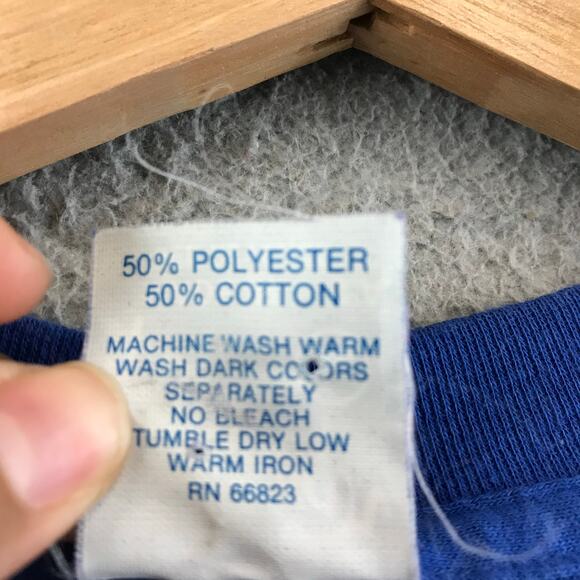 50% POLYESTER
50% COTTON
MACHINE WASH WARM
WASH DARK COLORS
SEPARATELY
NO BLEACH
TUMBLE DRY LOW
WARM IRON
RN 66823